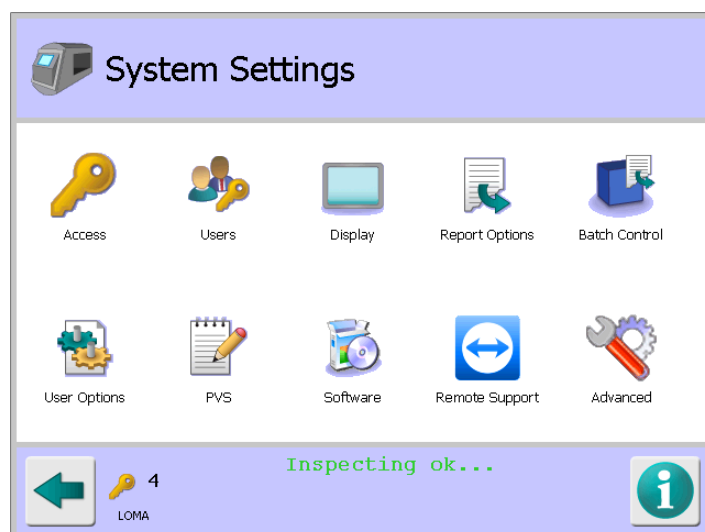 System Settings
Access
Users
Display
Report Options
Batch Control
User Options
PVS
Software
Remote Support
Advanced
Inspecting ok...
4
LOMA